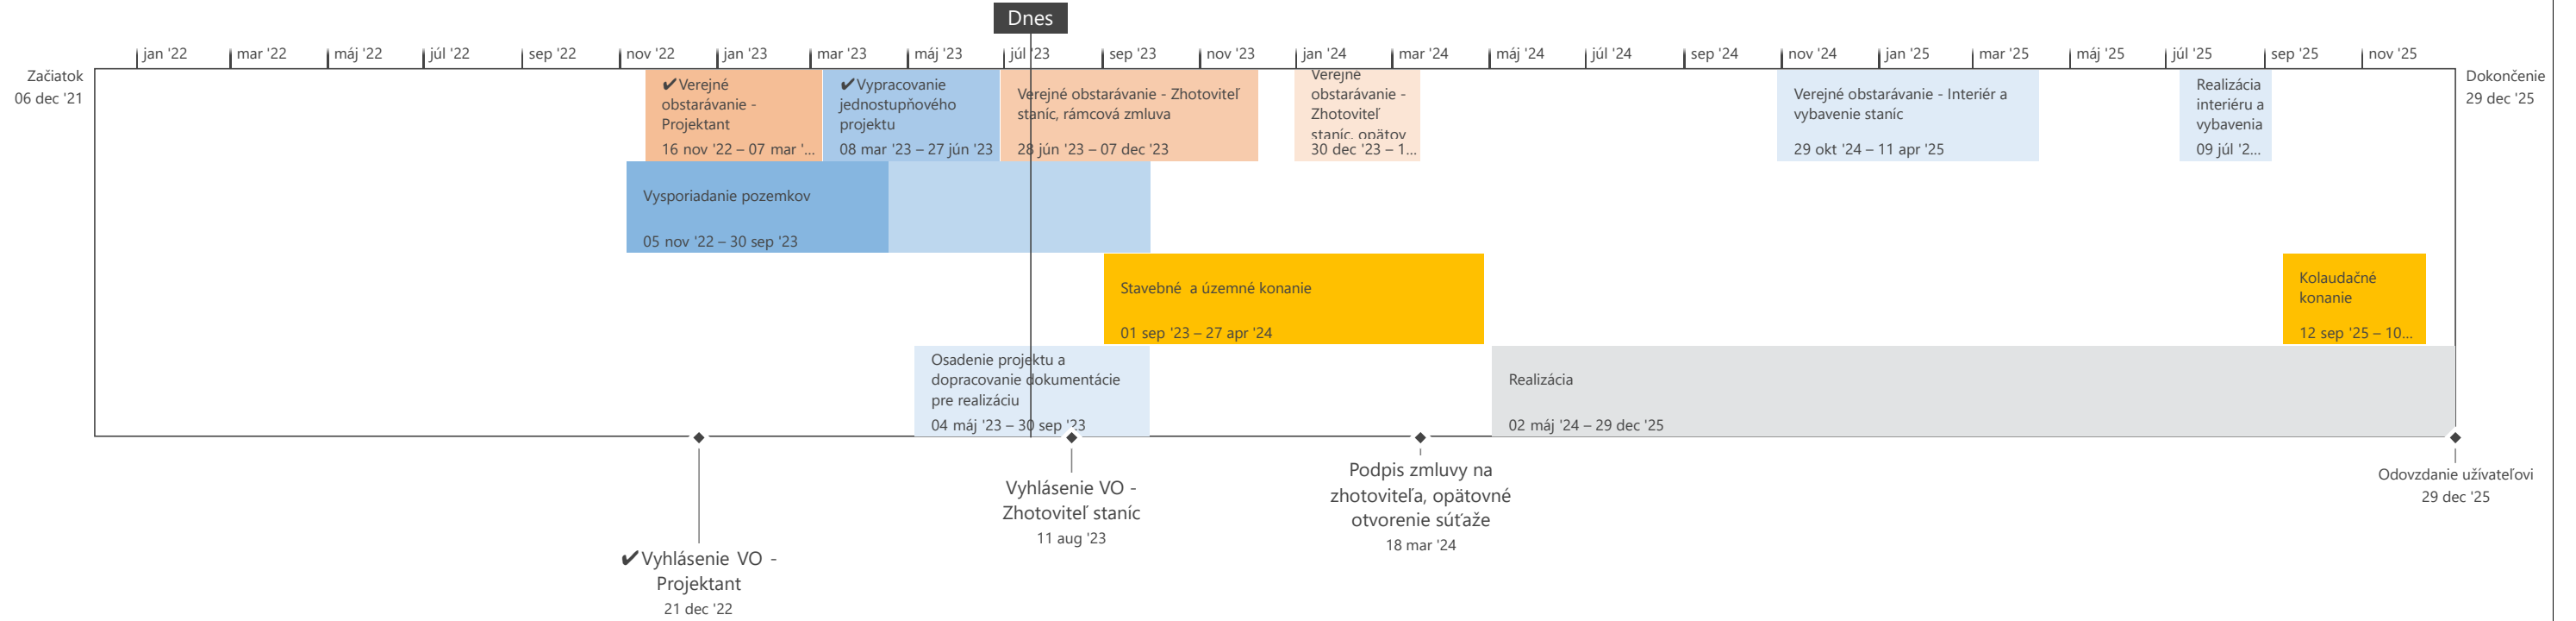 Dnes
jan '22
mar '22
máj '22
júl '22
sep '22
nov '22
jan '23
mar '23
máj '23
júl '23
sep '23
nov '23
jan '24
mar '24
máj '24
júl '24
sep '24
nov '24
jan '25
mar '25
máj '25
júl '25
sep '25
nov '25
Začiatok
06 dec '21
Dokončenie
29 dec '25
✔Verejné
obstarávanie -
Projektant
16 nov '22 – 07 mar '...
✔Vypracovanie
jednostupňového
projektu
08 mar '23 – 27 jún '23
Verejné obstarávanie - Zhotoviteľ
staníc, rámcová zmluva
28 jún '23 – 07 dec '23
Verejné
obstarávanie -
Zhotoviteľ
staníc, opätov
30 dec '23 – 1...
Verejné obstarávanie - Interiér a
vybavenie staníc
29 okt '24 – 11 apr '25
Realizácia
interiéru a
vybavenia
09 júl '2...
Vysporiadanie pozemkov
05 nov '22 – 30 sep '23
Stavebné  a územné konanie
01 sep '23 – 27 apr '24
Kolaudačné
konanie
12 sep '25 – 10...
Osadenie projektu a
dopracovanie dokumentácie
pre realizáciu
04 máj '23 – 30 sep '23
Realizácia
02 máj '24 – 29 dec '25
✔Vyhlásenie VO -
Projektant
21 dec '22
Vyhlásenie VO -
Zhotoviteľ staníc
11 aug '23
Podpis zmluvy na
zhotoviteľa, opätovné
otvorenie súťaže
18 mar '24
Odovzdanie užívateľovi
29 dec '25